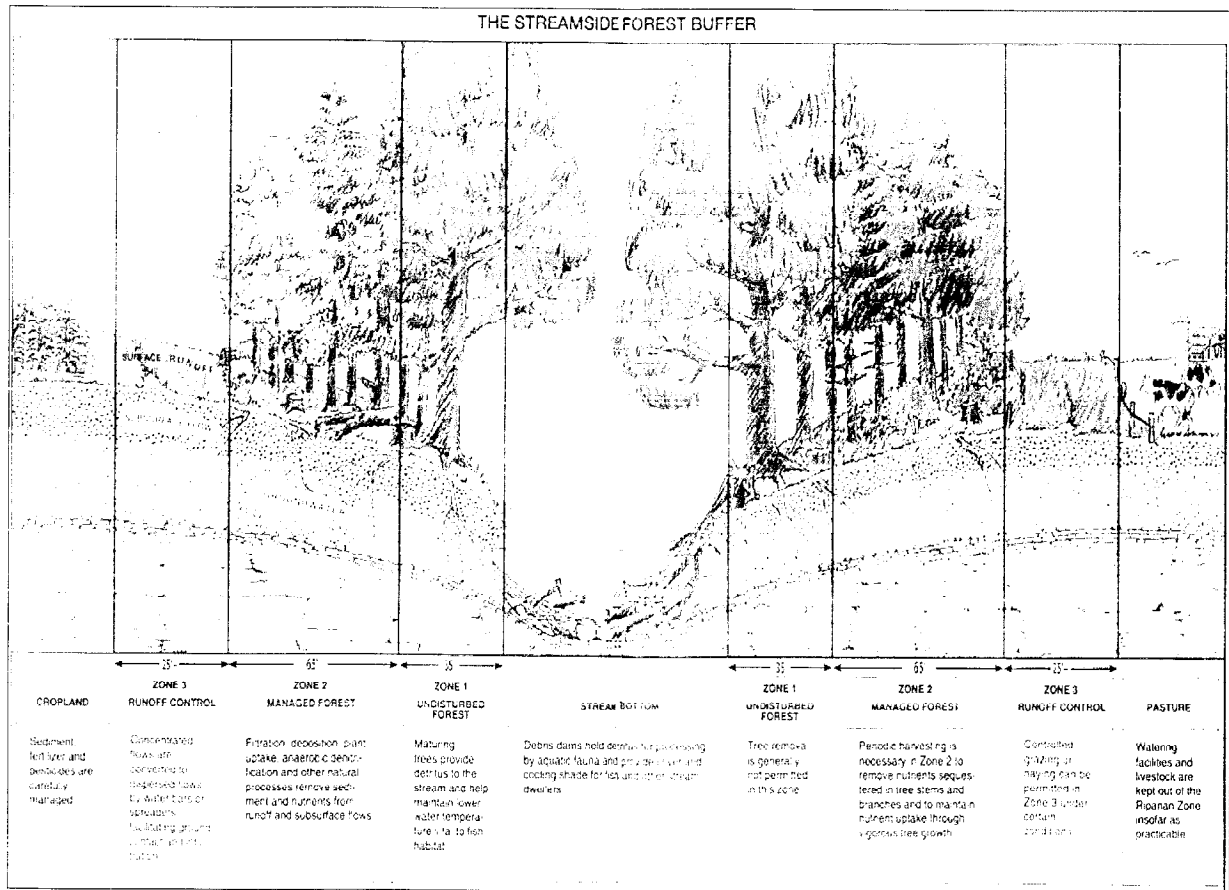 THE STREAMSIDE FOREST BUFFER
SURFACE RUNOFF
25'
65'
35'
65'
25'
CROPLAND
ZONE 3
RUNOFF CONTROL
ZONE 2
MANAGED FOREST
ZONE 1
UNDISTURBED
FOREST
STREAM BOTTOM
ZONE 1
UNDISTURBED
FOREST
ZONE 2
MANAGED FOREST
ZONE 3
RUNOFF CONTROL
PASTURE
Sediment
fertilizer and
pesticides are
carefully
managed
Concentrated
flows are
converted to
dispersed flows
by water bars or
spreaders
facilitating ground
contact and
Filtration deposition plant
uptake, anaerobic denitri-
fication and other natural
processes remove sedi-
ment and nutrients from
runoff and subsurface flows
Maturing
trees provide
detritus to the
stream and help
maintain lower
water tempera-
ture vital to fish
habitat
Debris dams hold detritus for processing
by aquatic fauna and provide cover and
cooling shade for fish and other stream
dwellers
Tree removal
is generally
not permitted
in this zone
Periodic harvesting is
necessary in Zone 2 to
remove nutrients seques-
tered in tree stems and
branches and to maintain
nutrient uptake through
vigorous tree growth
Controlled
grazing or
haying can be
permitted in
Zone 3 under
certain
conditions
Watering
facilities and
livestock are
kept out of the
Riparian Zone
insofar as
practicable